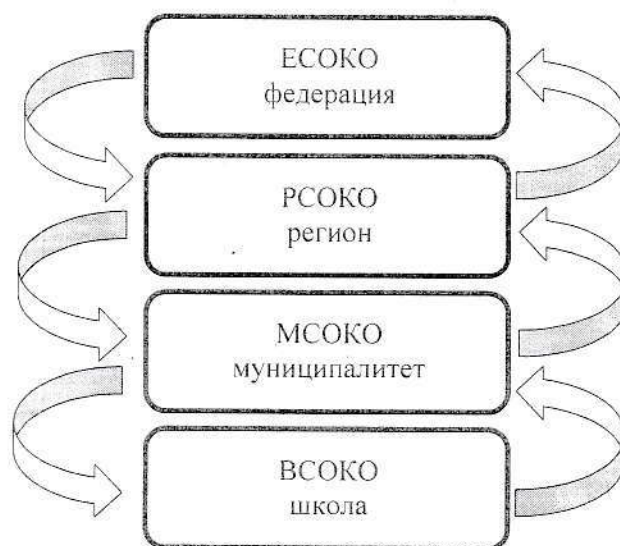 ЕСОКО
федерация
РСОКО
регион
МСОКО
муниципалитет
ВСОКО
школа